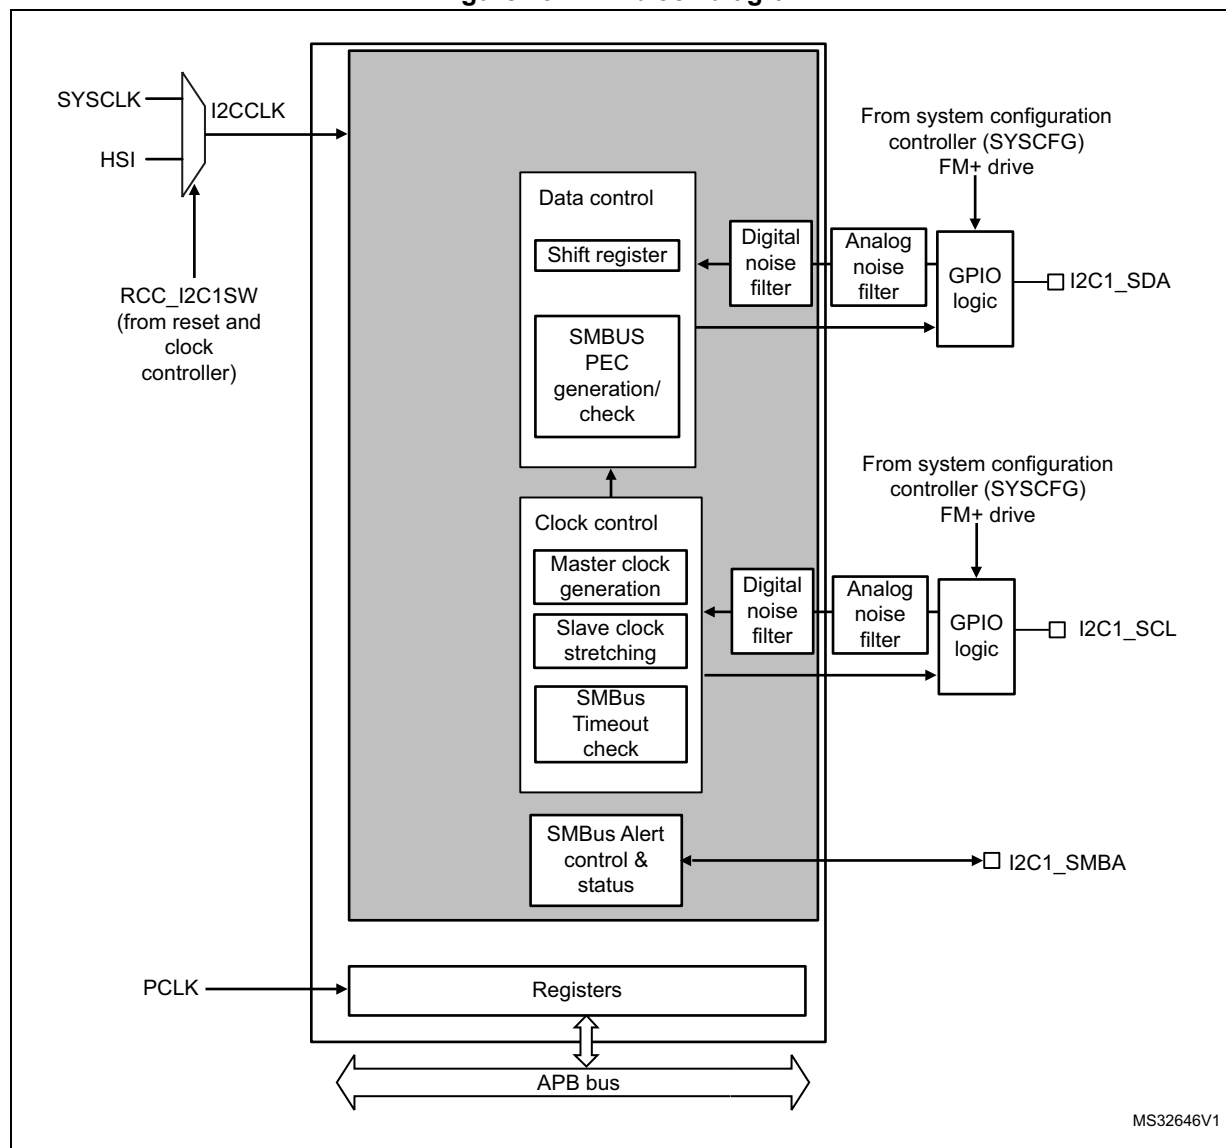 SYSCLK
I2CCLK
HSI
RCC_I2C1SW
(from reset and
clock
controller)
Data control
Shift register
SMBUS
PEC
generation/
check
Digital
noise
filter
Analog
noise
filter
From system configuration
controller (SYSCFG)
FM+ drive
GPIO
logic
I2C1_SDA
Clock control
Master clock
generation
Slave clock
stretching
SMBus
Timeout
check
Digital
noise
filter
Analog
noise
filter
From system configuration
controller (SYSCFG)
FM+ drive
GPIO
logic
I2C1_SCL
SMBus Alert
control &
status
I2C1_SMBA
PCLK
Registers
APB bus
MS32646V1